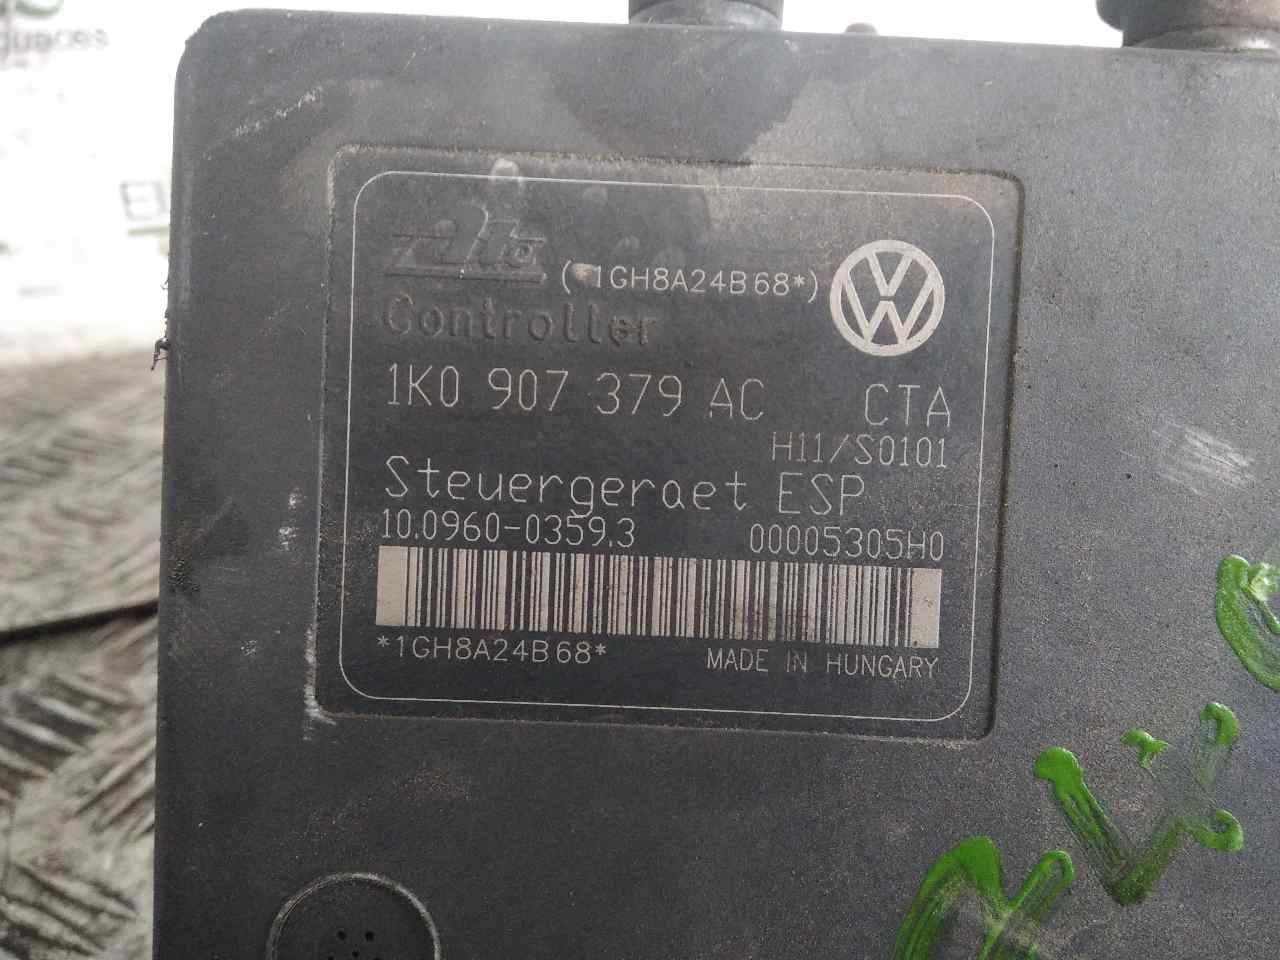 Ate
(*1GH8A24B68*)
Controller
1K0 907 379 AC CTA
H11/S0101
Steuergeraet ESP
10.0960-0359.3 00005305H0
*1GH8A24B68* MADE IN HUNGARY